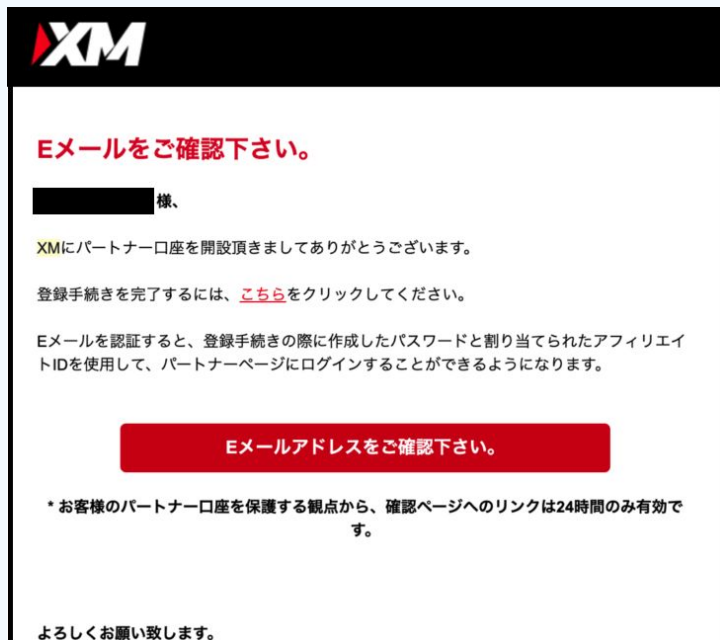 XM
Eメールをご確認下さい。
様、
XMにパートナー口座を開設頂きましてありがとうございます。
登録手続きを完了するには、こちらをクリックしてください。
Eメールを認証すると、登録手続きの際に作成したパスワードと割り当てられたアフィリエイ
トIDを使用して、パートナーページにログインすることができるようになります。
Eメールアドレスをご確認下さい。
* お客様のパートナー口座を保護する観点から、確認ページへのリンクは24時間のみ有効で
す。
よろしくお願い致します。